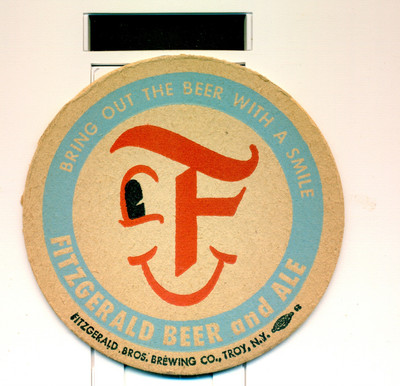 BRING OUT THE BEER WITH A SMILE
F
FITZGERALD BEER and ALE
FITZGERALD BROS. BREWING CO., TROY, N.Y.